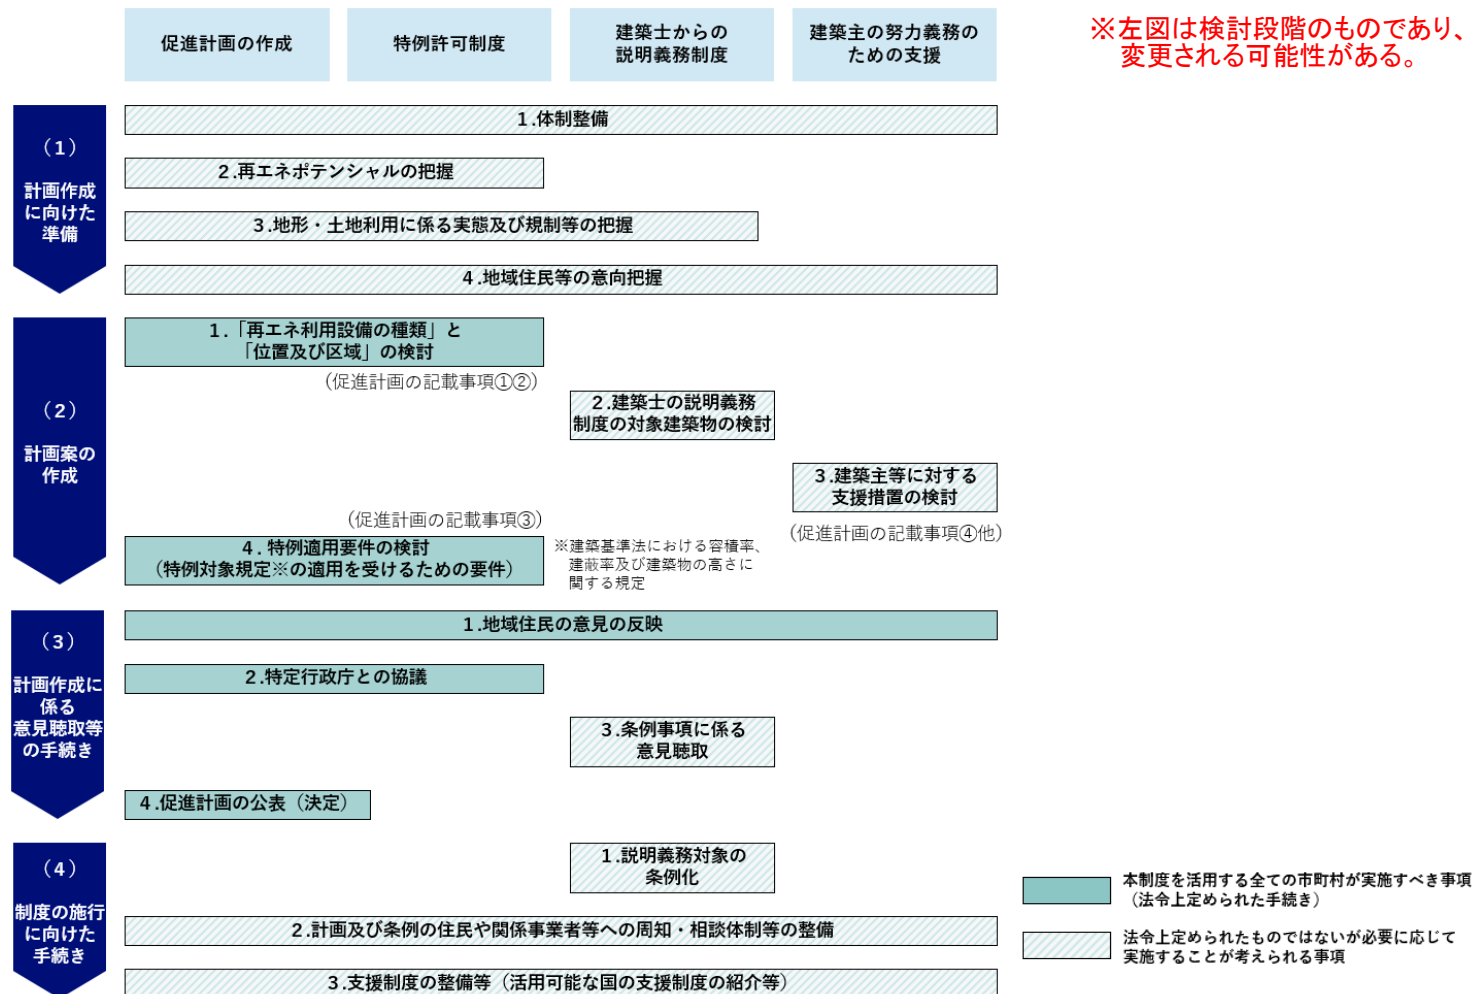 促進計画の作成
特例許可制度
建築士からの
説明義務制度
建築主の努力義務の
ための支援
※左図は検討段階のものであり、
変更される可能性がある。
（1）
計画作成
に向けた
準備
１.体制整備
２.再エネポテンシャルの把握
３.地形・土地利用に係る実態及び規制等の把握
４.地域住民等の意向把握
（2）
計画案の
作成
１.「再エネ利用設備の種類」と
「位置及び区域」の検討
（促進計画の記載事項①②）
２.建築士の説明義務
制度の対象建築物の検討
３.建築主等に対する
支援措置の検討
（促進計画の記載事項④他）
（促進計画の記載事項③）
４. 特例適用要件の検討
（特例対象規定※の適用を受けるための要件）
※建築基準法における容積率、
建蔽率及び建築物の高さに
関する規定
（3）
計画作成に
係る
意見聴取等
の手続き
１.地域住民の意見の反映
２.特定行政庁との協議
３.条例事項に係る
意見聴取
４.促進計画の公表（決定）
（4）
制度の施行
に向けた
手続き
１.説明義務対象の
条例化
２.計画及び条例の住民や関係事業者等への周知・相談体制等の整備
３.支援制度の整備等（活用可能な国の支援制度の紹介等）
本制度を活用する全ての市町村が実施すべき事項
（法令上定められた手続き）
法令上定められたものではないが必要に応じて
実施することが考えられる事項